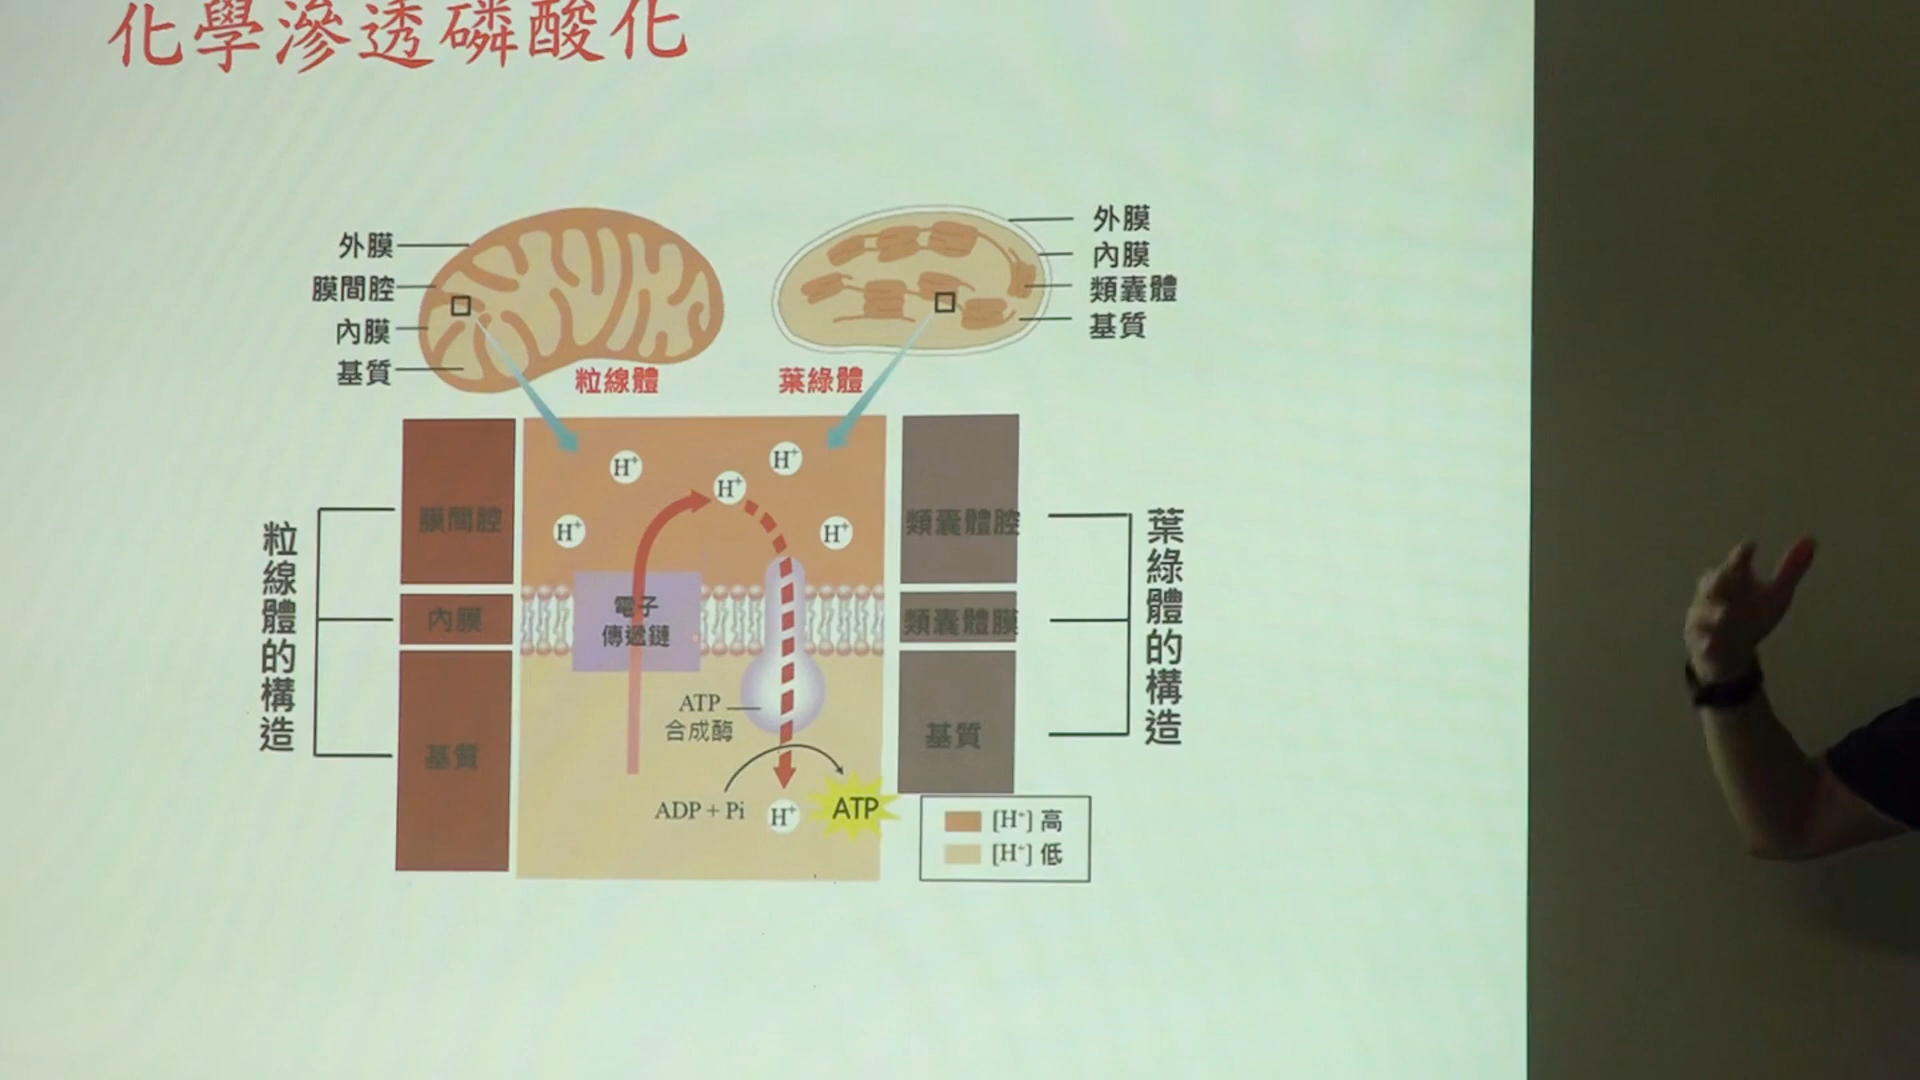 化學滲透磷酸化
外膜
膜間腔
內膜
基質
粒線體
外膜
內膜
類囊體
基質
葉綠體
粒線體的構造
膜間腔
內膜
基質
H⁺
H⁺
H⁺
H⁺
H⁺
電子
傳遞鏈
ATP
合成酶
ADP + Pi
H⁺
ATP
類囊體腔
類囊體膜
基質
葉綠體的構造
[H⁺] 高
[H⁺] 低